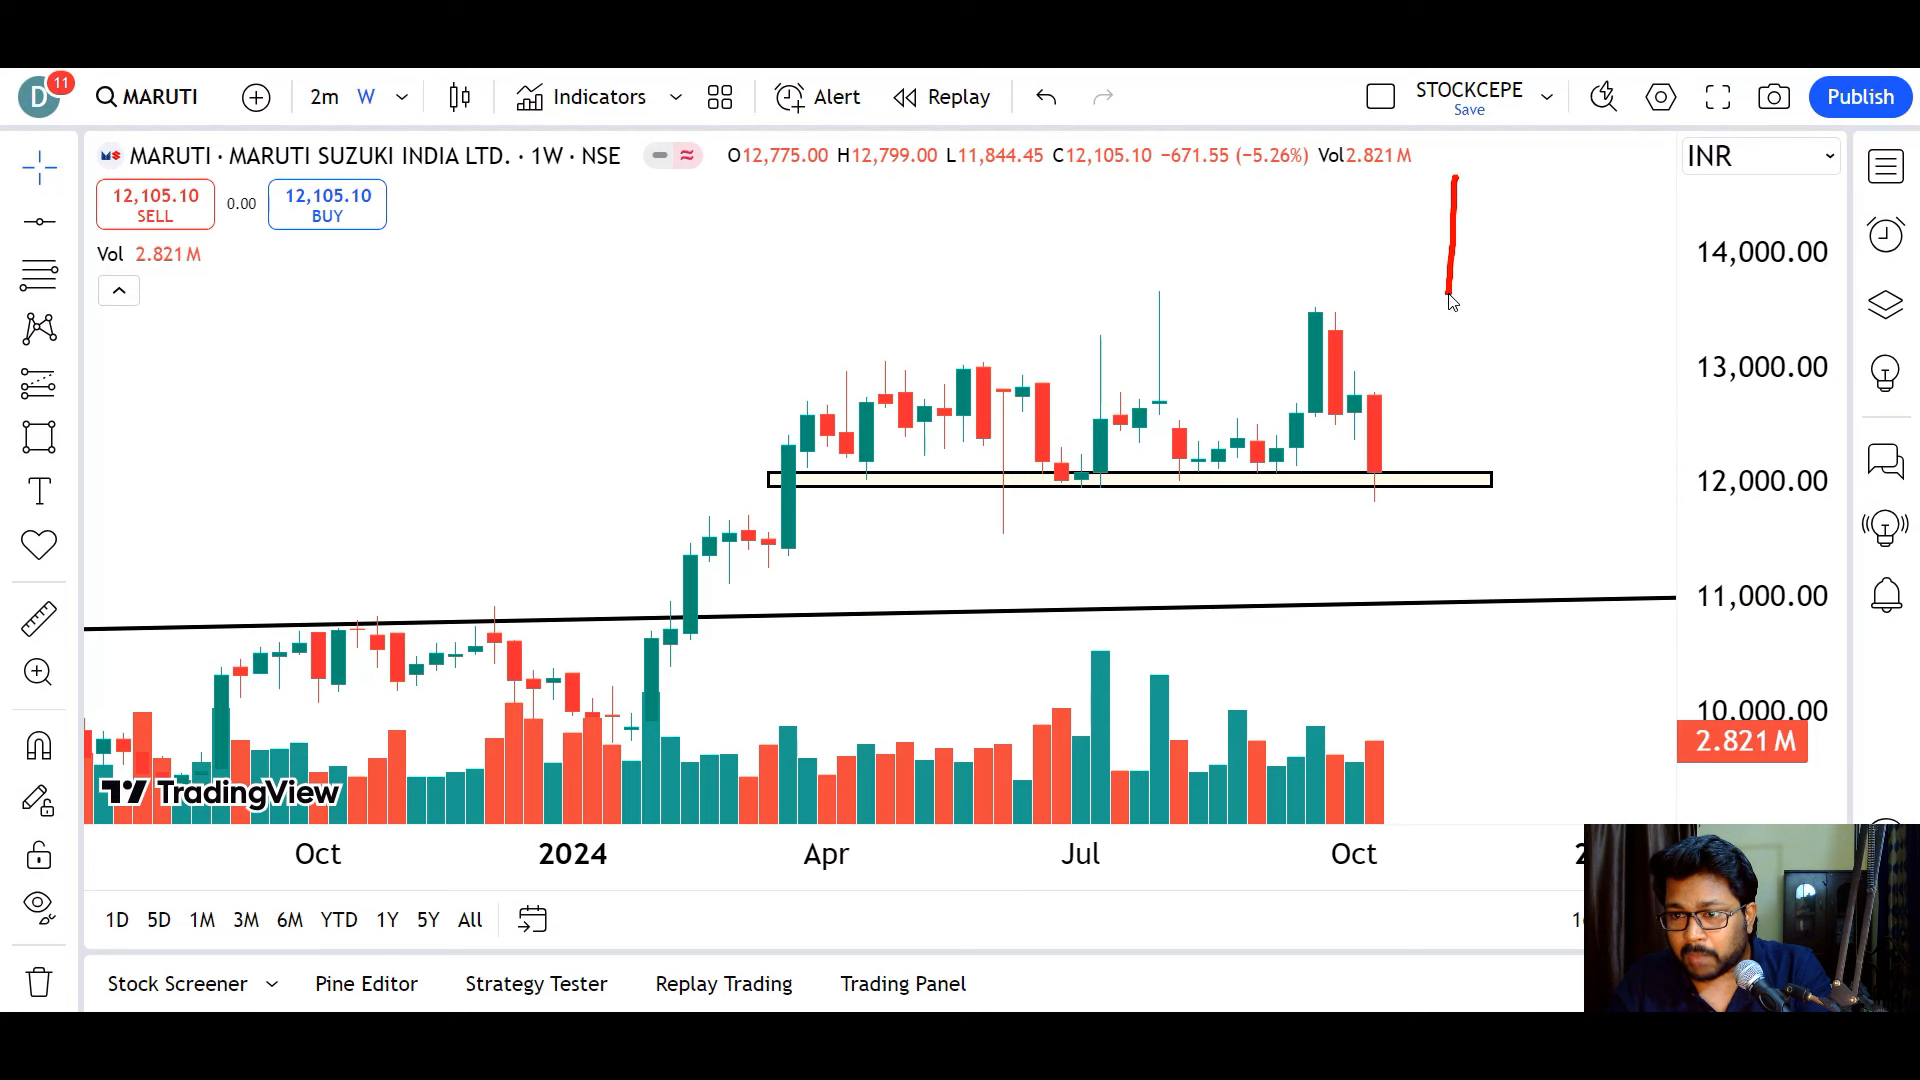 D 11 MARUTI 2m W Indicators Alert Replay STOCKCEPE Save Publish
MARUTI · MARUTI SUZUKI INDIA LTD. · 1W · NSE O12,775.00 H12,799.00 L11,844.45 C12,105.10 −671.55 (−5.26%) Vol2.821 M INR
12,105.10 SELL 0.00 12,105.10 BUY
Vol 2.821 M
14,000.00
13,000.00
12,000.00
11,000.00
10,000.00
2.821 M
TradingView
Oct 2024 Apr Jul Oct
1D 5D 1M 3M 6M YTD 1Y 5Y All
Stock Screener Pine Editor Strategy Tester Replay Trading Trading Panel